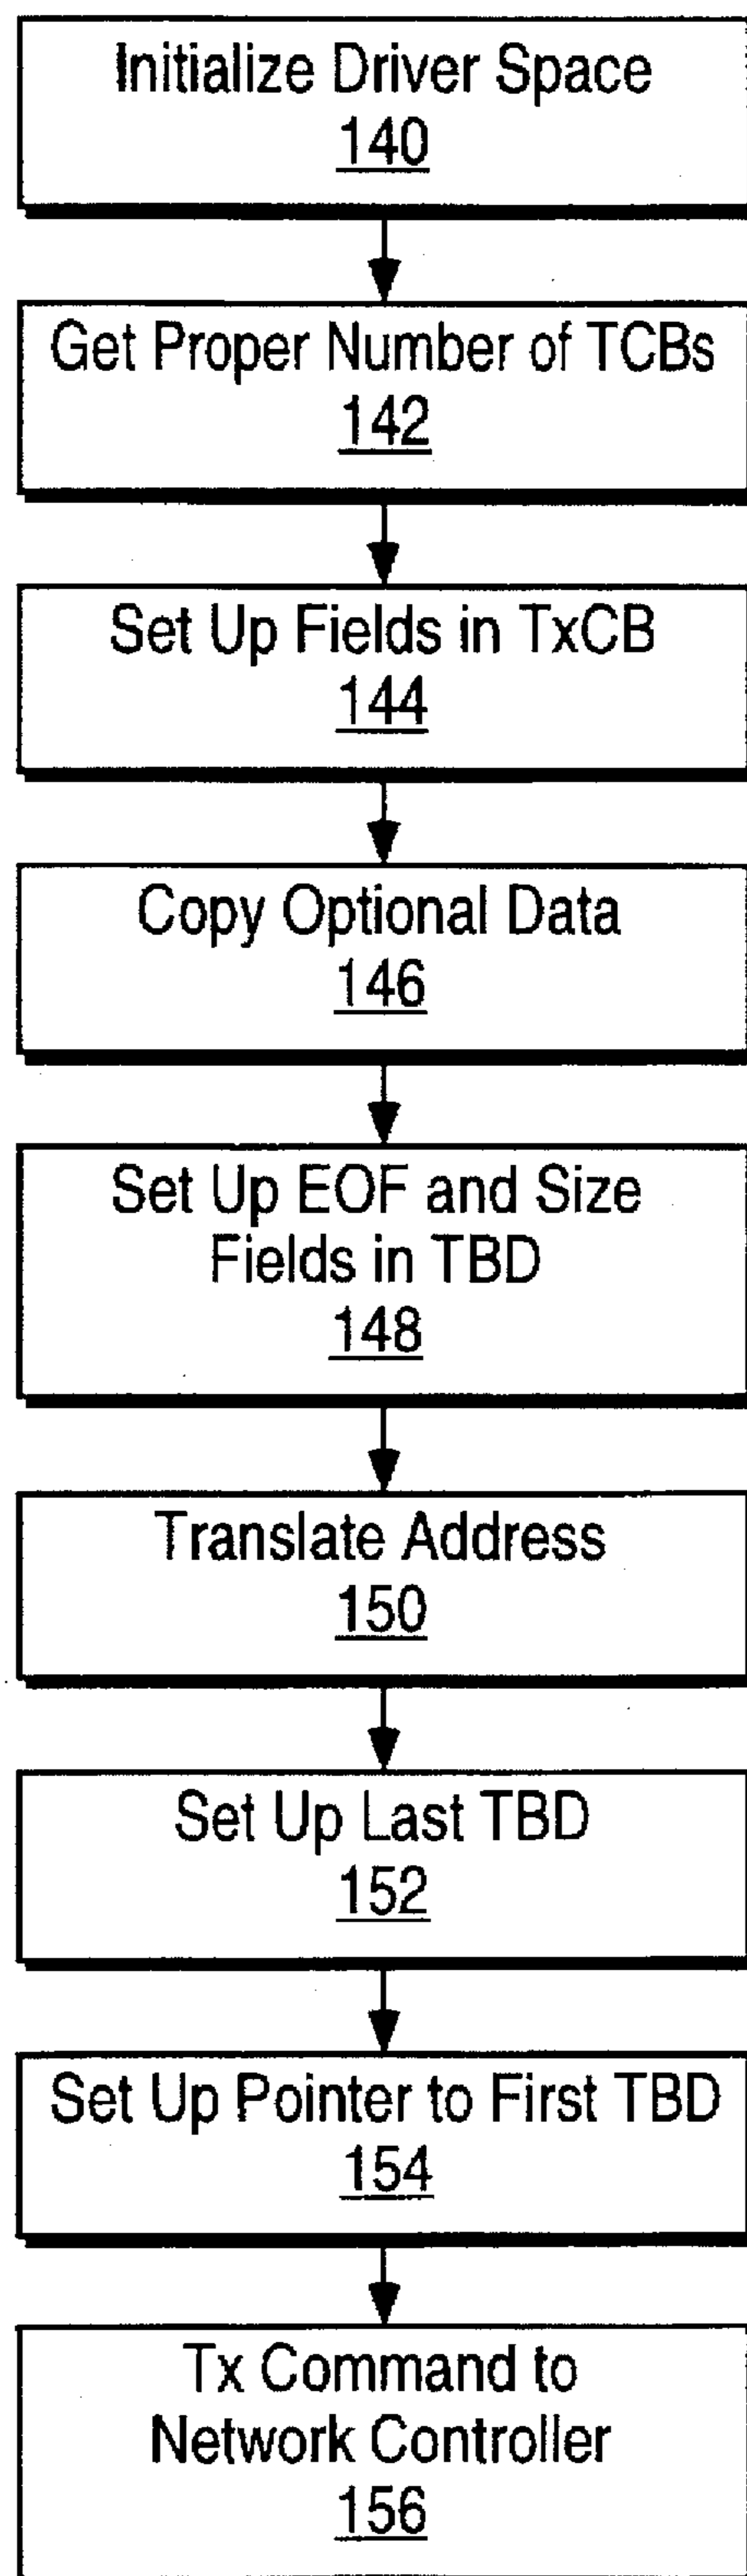 Initialize Driver Space
140
Get Proper Number of TCBs
142
Set Up Fields in TxCB
144
Copy Optional Data
146
Set Up EOF and Size
Fields in TBD
148
Translate Address
150
Set Up Last TBD
152
Set Up Pointer to First TBD
154
Tx Command to
Network Controller
156